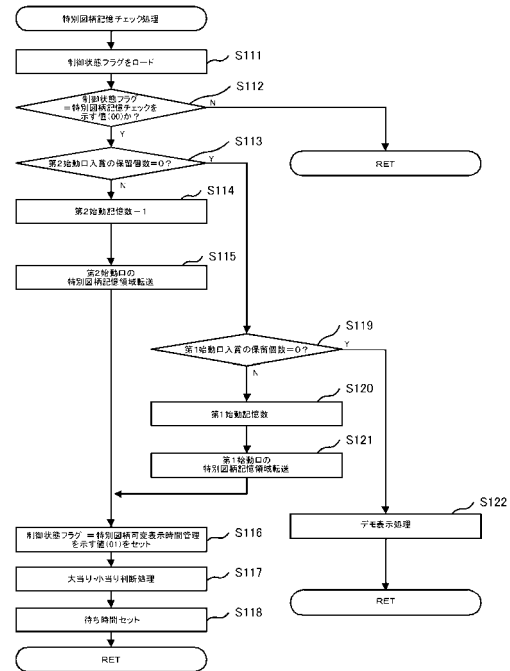 特別図柄記憶チェック処理
S111
制御状態フラグをロード
S112
制御状態フラグ
＝特別図柄記憶チェックを
示す値(00)か？
N
Y
RET
S113
第2始動口入賞の保留個数=0？
Y
N
S114
第2始動記憶数－1
S115
第2始動口の
特別図柄記憶領域転送
S119
第1始動口入賞の保留個数=0？
Y
N
S120
第1始動記憶数
S121
第1始動口の
特別図柄記憶領域転送
S122
デモ表示処理
RET
S116
制御状態フラグ＝特別図柄可変表示時間管理
を示す値(01)をセット
S117
大当り・小当り判断処理
S118
待ち時間セット
RET